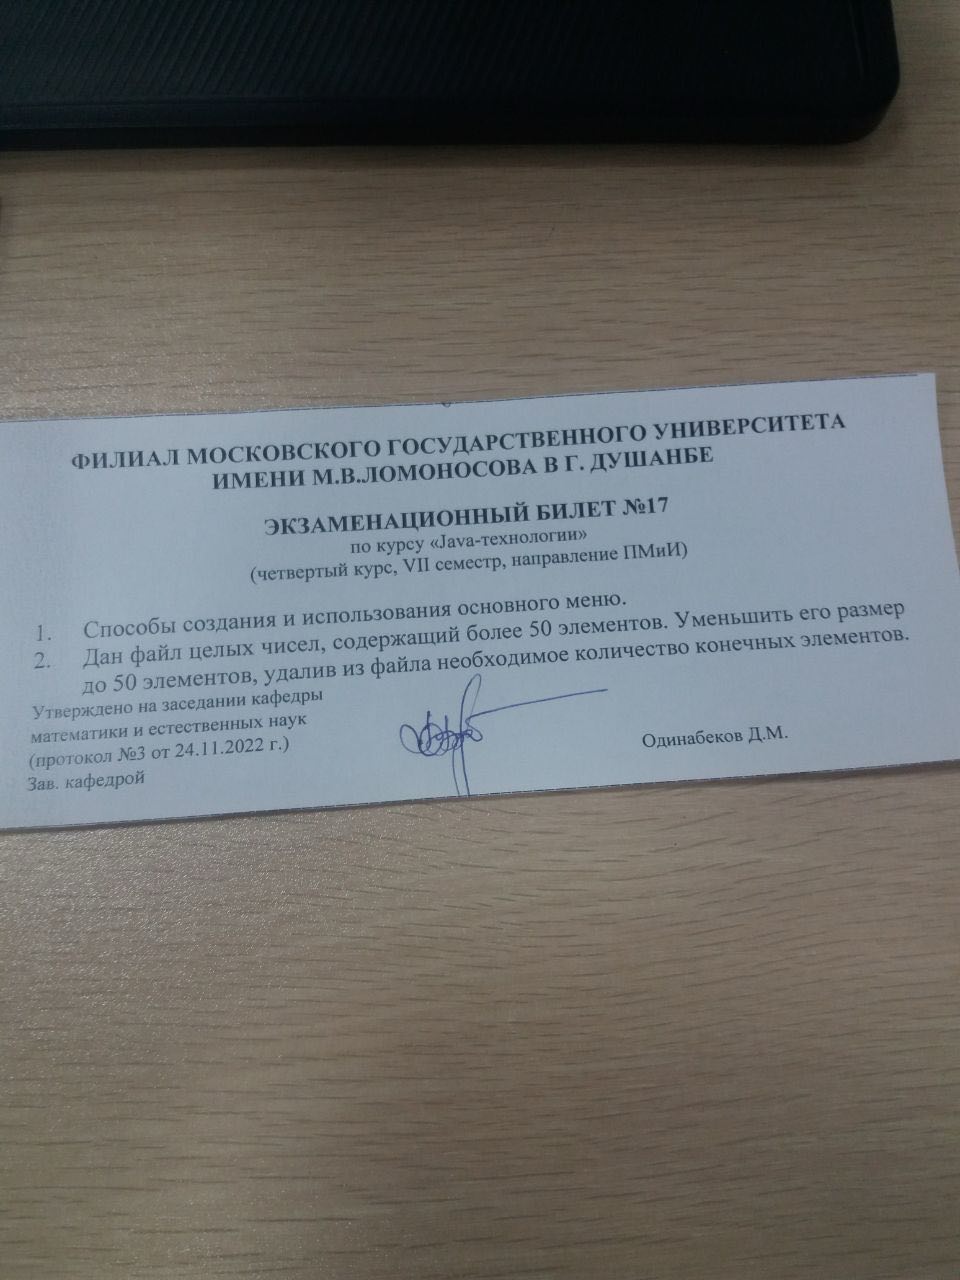 ФИЛИАЛ МОСКОВСКОГО ГОСУДАРСТВЕННОГО УНИВЕРСИТЕТА
ИМЕНИ М.В.ЛОМОНОСОВА В Г. ДУШАНБЕ
ЭКЗАМЕНАЦИОННЫЙ БИЛЕТ №17
по курсу «Java-технологии»
(четвертый курс, VII семестр, направление ПМиИ)
1. Способы создания и использования основного меню.
2. Дан файл целых чисел, содержащий более 50 элементов. Уменьшить его размер
до 50 элементов, удалив из файла необходимое количество конечных элементов.
Утверждено на заседании кафедры
математики и естественных наук
(протокол №3 от 24.11.2022 г.)
Зав. кафедрой
Одинабеков Д.М.